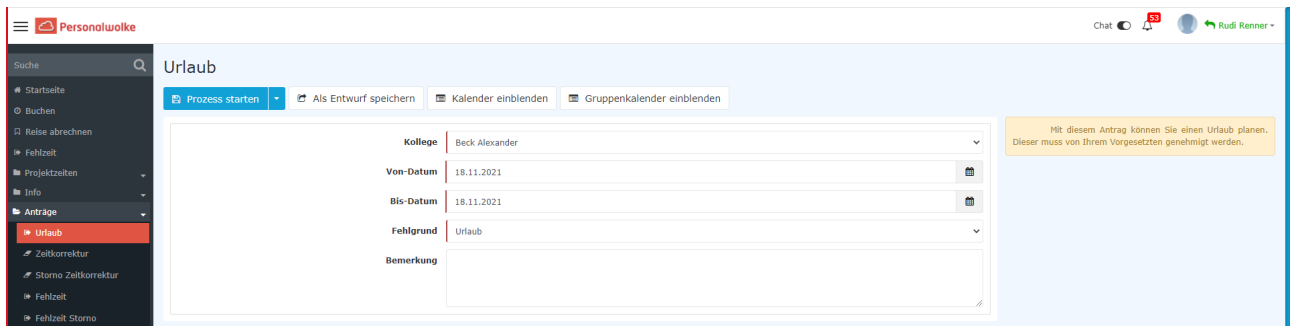 Personalwolke
Chat
53
Rudi Renner
Suche
Startseite
Buchen
Reise abrechnen
Fehlzeit
Projektzeiten
Info
Anträge
Urlaub
Zeitkorrektur
Storno Zeitkorrektur
Fehlzeit
Fehlzeit Storno
Urlaub
Prozess starten
Als Entwurf speichern
Kalender einblenden
Gruppenkalender einblenden
Kollege Beck Alexander
Von-Datum 18.11.2021
Bis-Datum 18.11.2021
Fehlgrund Urlaub
Bemerkung
Mit diesem Antrag können Sie einen Urlaub planen.
Dieser muss von Ihrem Vorgesetzten genehmigt werden.